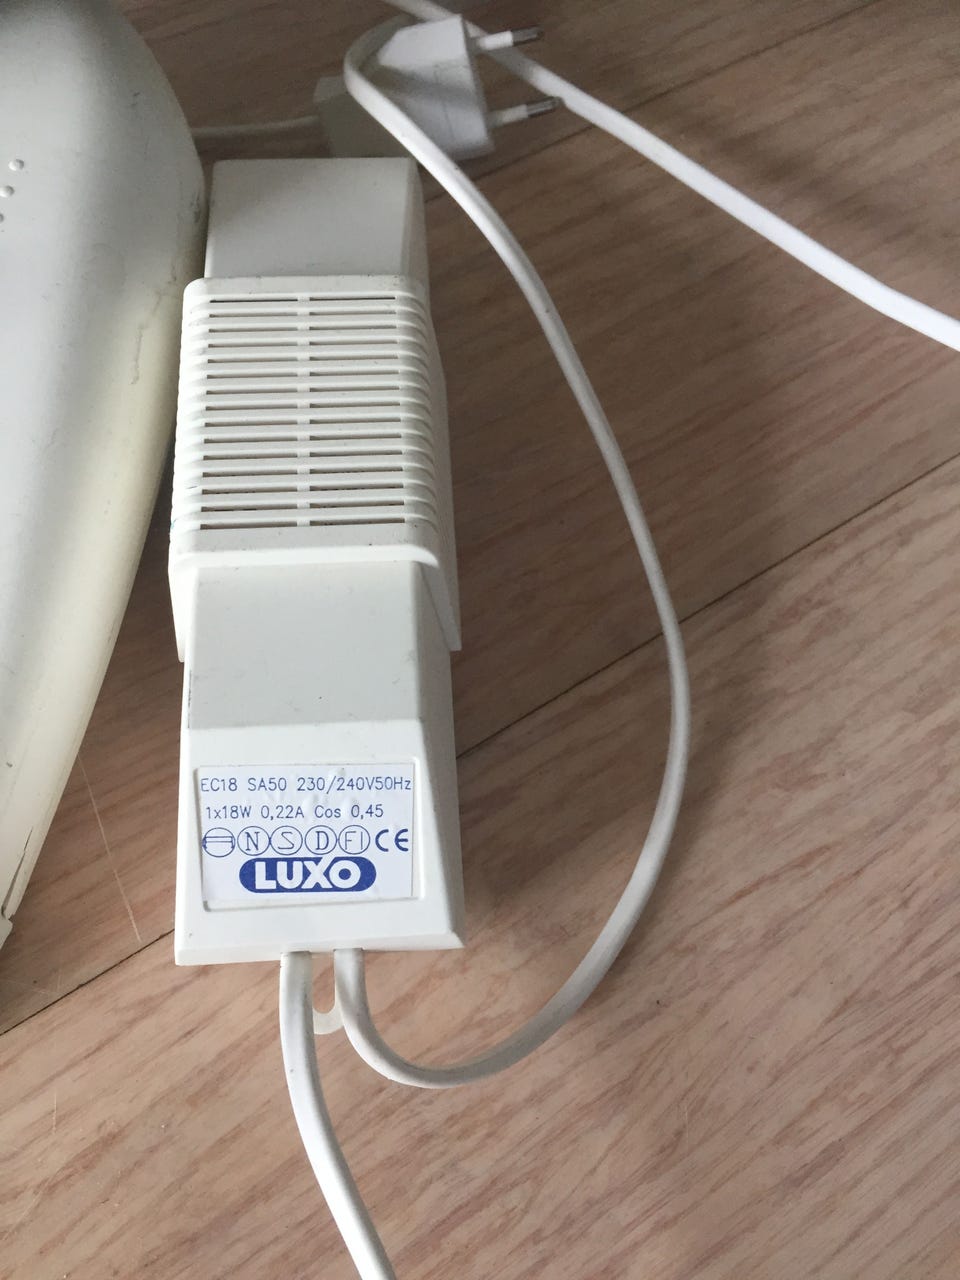 EC18 SA50 230/240V50Hz
1x18W 0,22A Cos 0,45
N S D FI CE
LUXO